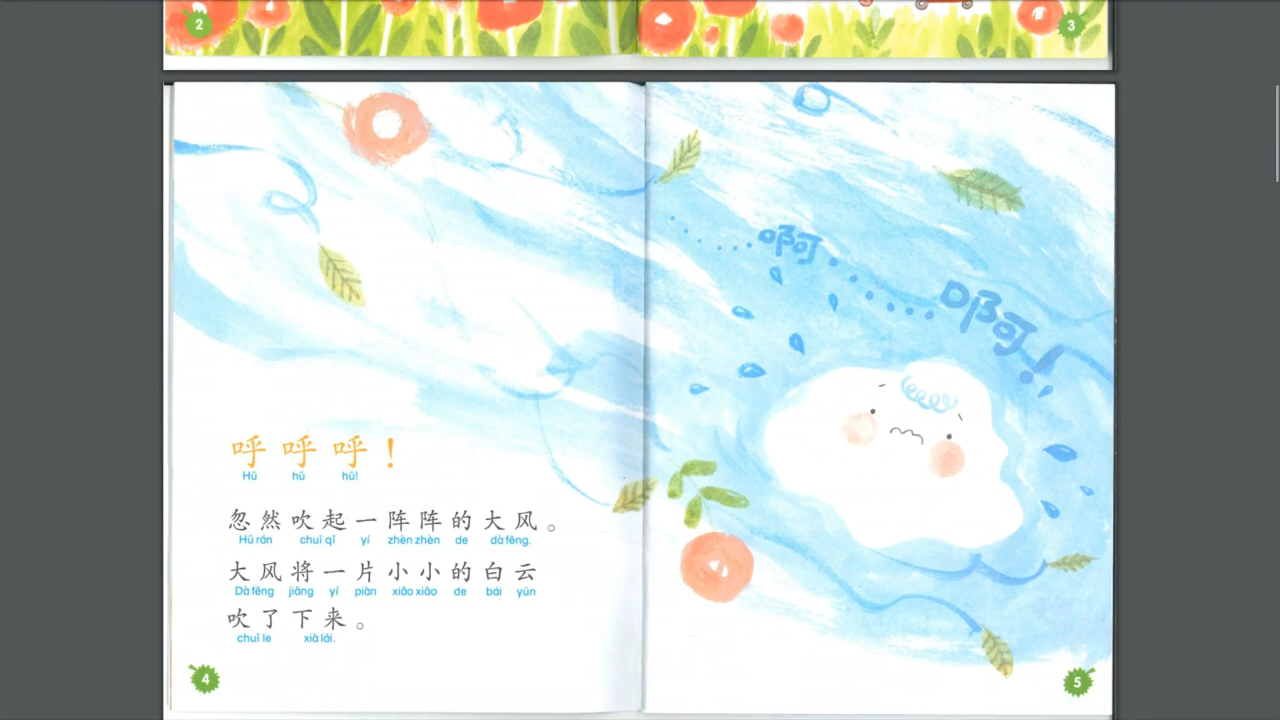 2
3
呼呼呼！
Hū hū hū!
忽然吹起一阵阵的大风。
Hū rán chuī qǐ yí zhèn zhèn de dà fēng.
大风将一片小小的白云
Dà fēng jiāng yí piàn xiǎo xiǎo de bái yún
吹了下来。
chuī le xià lái.
啊
啊！
4
5